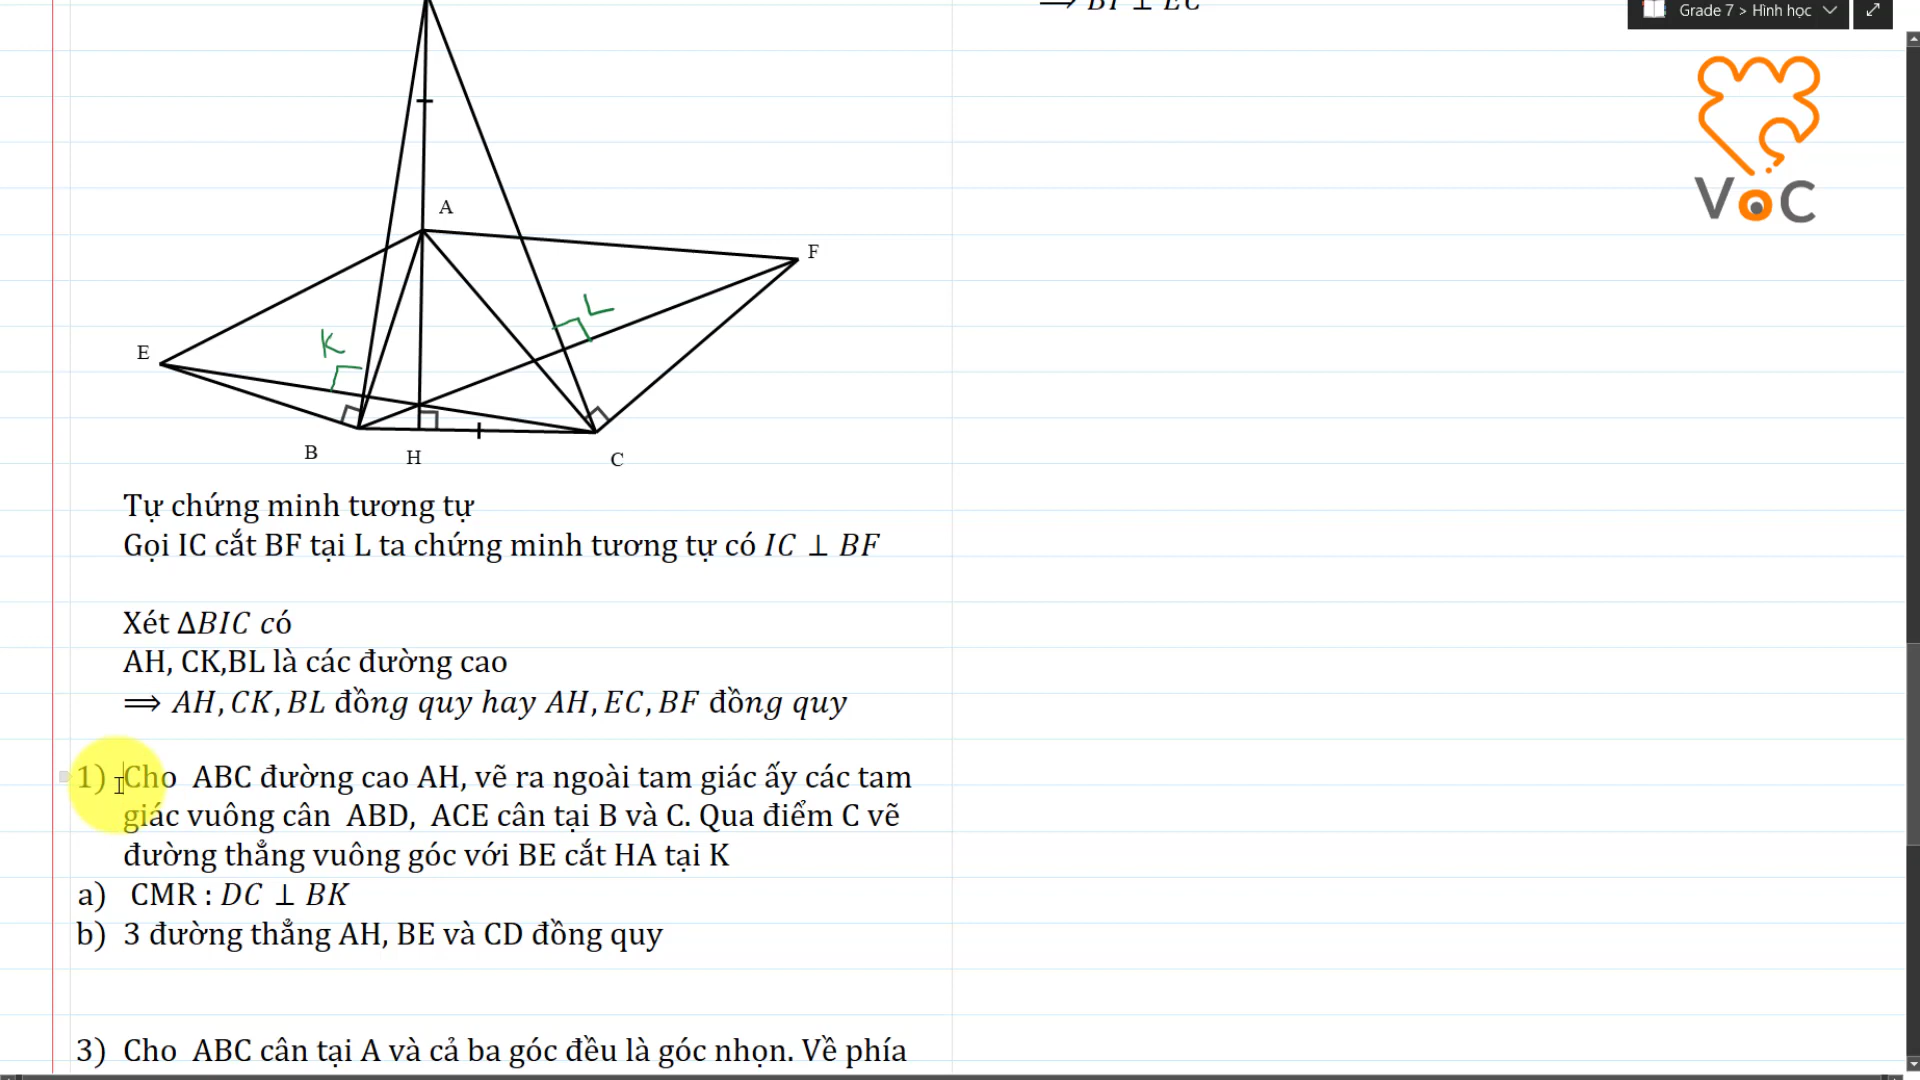 ⟹ BI ⊥ EC
Grade 7 > Hình học
VOC
A
F
L
K
E
B
H
C
Tự chứng minh tương tự
Gọi IC cắt BF tại L ta chứng minh tương tự có IC ⊥ BF
Xét ΔBIC có
AH, CK,BL là các đường cao
⟹ AH, CK, BL đồng quy hay AH, EC, BF đồng quy
1) Cho ABC đường cao AH, vẽ ra ngoài tam giác ấy các tam
giác vuông cân ABD, ACE cân tại B và C. Qua điểm C vẽ
đường thẳng vuông góc với BE cắt HA tại K
a) CMR : DC ⊥ BK
b) 3 đường thẳng AH, BE và CD đồng quy
3) Cho ABC cân tại A và cả ba góc đều là góc nhọn. Về phía